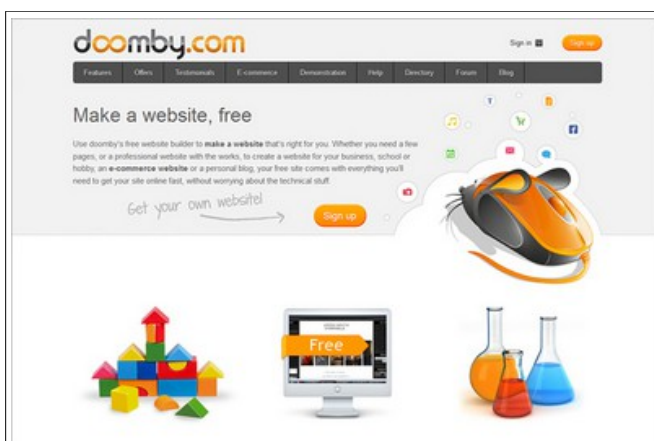 doomby.com
Sign in
Sign up
Features Offers Testimonials E-commerce Demonstration Help Directory Forum Blog
Make a website, free
Use doomby's free website builder to make a website that's right for you. Whether you need a few
pages, or a professional website with the works, to create a website for your business, school or
hobby, an e-commerce website or a personal blog, your free site comes with everything you'll
need to get your site online fast, without worrying about the technical stuff.
Get your own website!
Sign up
Free